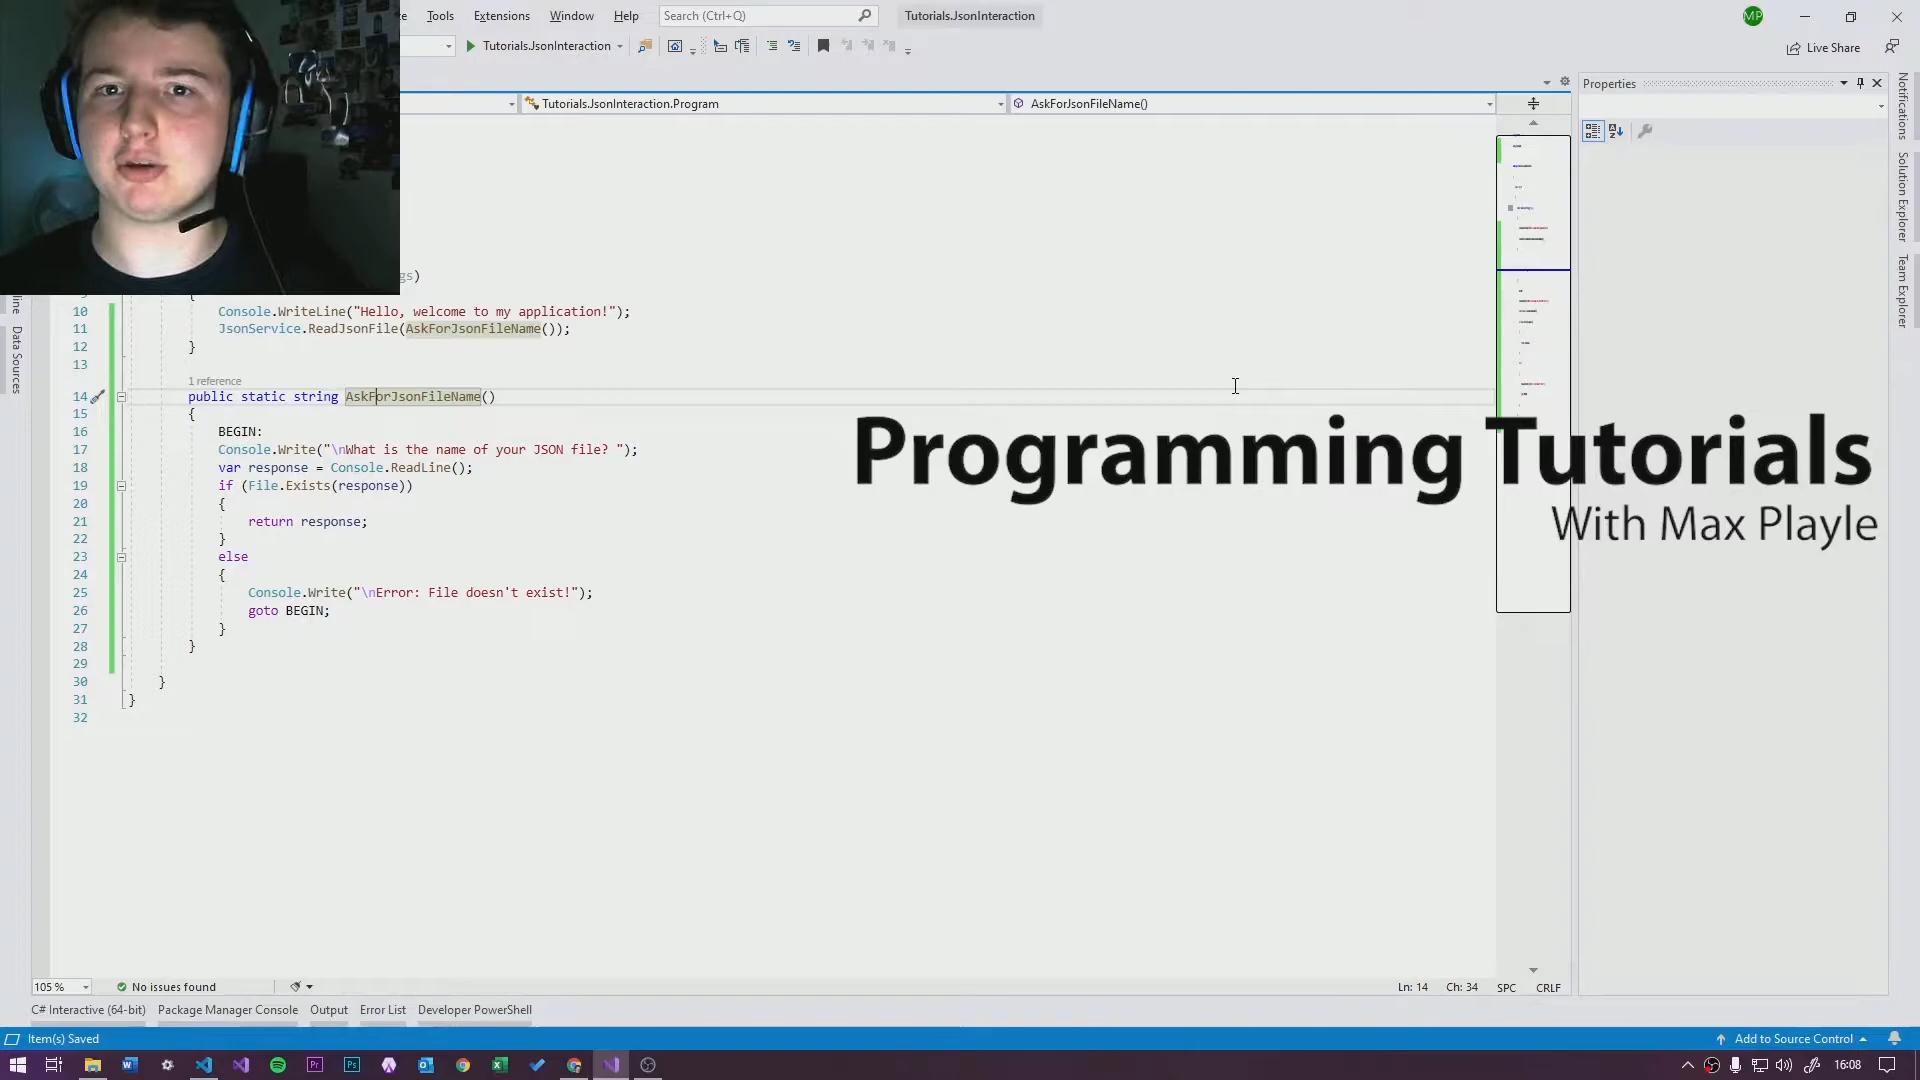 Tools Extensions Window Help Search (Ctrl+Q) Tutorials.JsonInteraction MP
Tutorials.JsonInteraction Live Share
Properties
Tutorials.JsonInteraction.Program AskForJsonFileName()
Notifications
Solution Explorer
Team Explorer
Data Sources
gs)
9 {
10 Console.WriteLine("Hello, welcome to my application!");
11 JsonService.ReadJsonFile(AskForJsonFileName());
12 }
13
1 reference
14 public static string AskForJsonFileName()
15 {
16 BEGIN:
17 Console.Write("\nWhat is the name of your JSON file? ");
18 var response = Console.ReadLine();
19 if (File.Exists(response))
20 {
21 return response;
22 }
23 else
24 {
25 Console.Write("\nError: File doesn't exist!");
26 goto BEGIN;
27 }
28 }
29
30 }
31 }
32
Programming Tutorials
With Max Playle
105 % No issues found Ln: 14 Ch: 34 SPC CRLF
C# Interactive (64-bit) Package Manager Console Output Error List Developer PowerShell
Item(s) Saved Add to Source Control
16:08